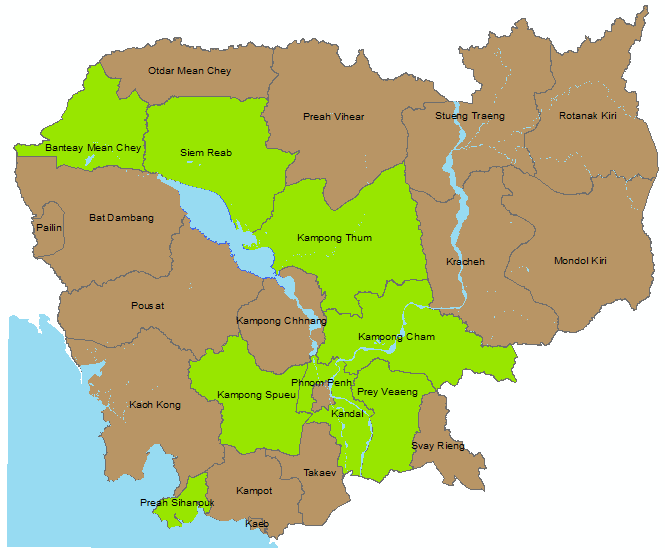 Otdar Mean Chey
Preah Vihear
Stueng Traeng
Rotanak Kiri
Banteay Mean Chey
Siem Reab
Bat Dambang
Pailin
Kampong Thum
Kracheh
Mondol Kiri
Pousat
Kampong Chhnang
Kampong Cham
Phnom Penh
Kampong Spueu
Prey Veaeng
Kaoh Kong
Kandal
Svay Rieng
Takaev
Kampot
Preah Sihanouk
Kaeb